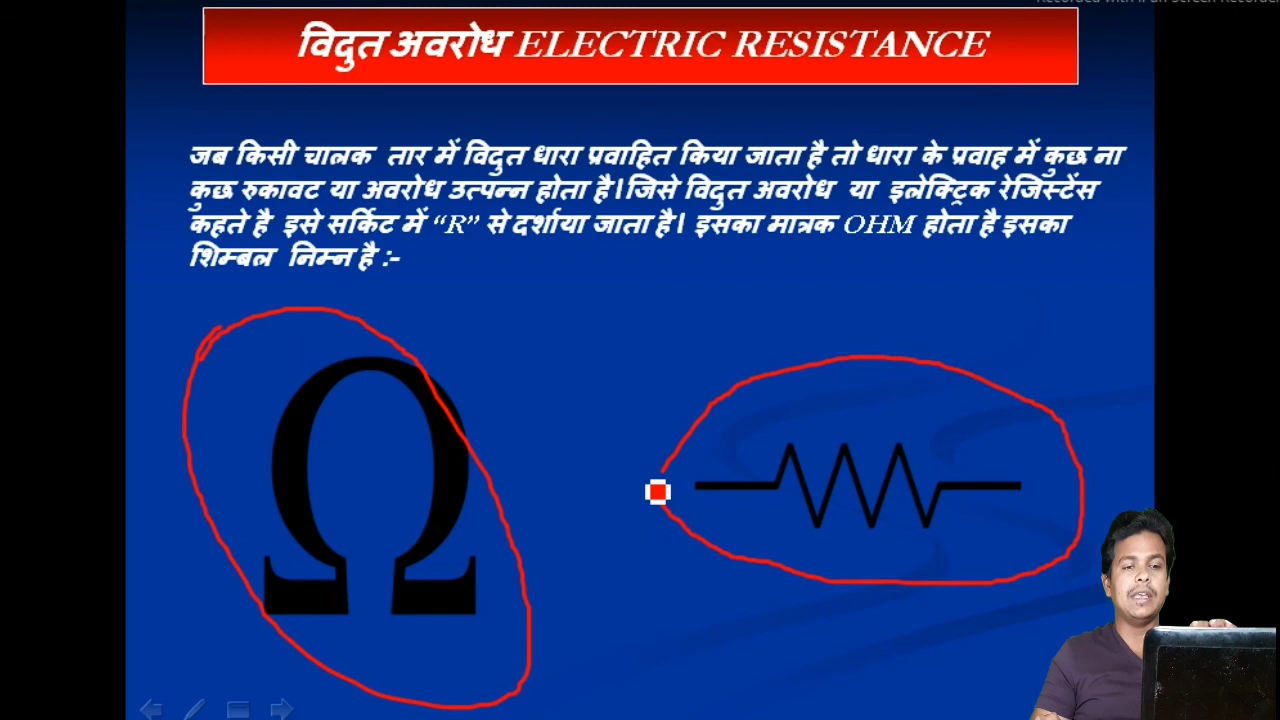 विदुत अवरोध ELECTRIC RESISTANCE
जब किसी चालक तार में विदुत धारा प्रवाहित किया जाता है तो धारा के प्रवाह में कुछ ना
कुछ रुकावट या अवरोध उत्पन्न होता है।जिसे विदुत अवरोध या इलेक्ट्रिक रेजिस्टेंस
कहते है इसे सर्किट में “R” से दर्शाया जाता है। इसका मात्रक OHM होता है इसका
शिम्बल निम्न है :-
Ω